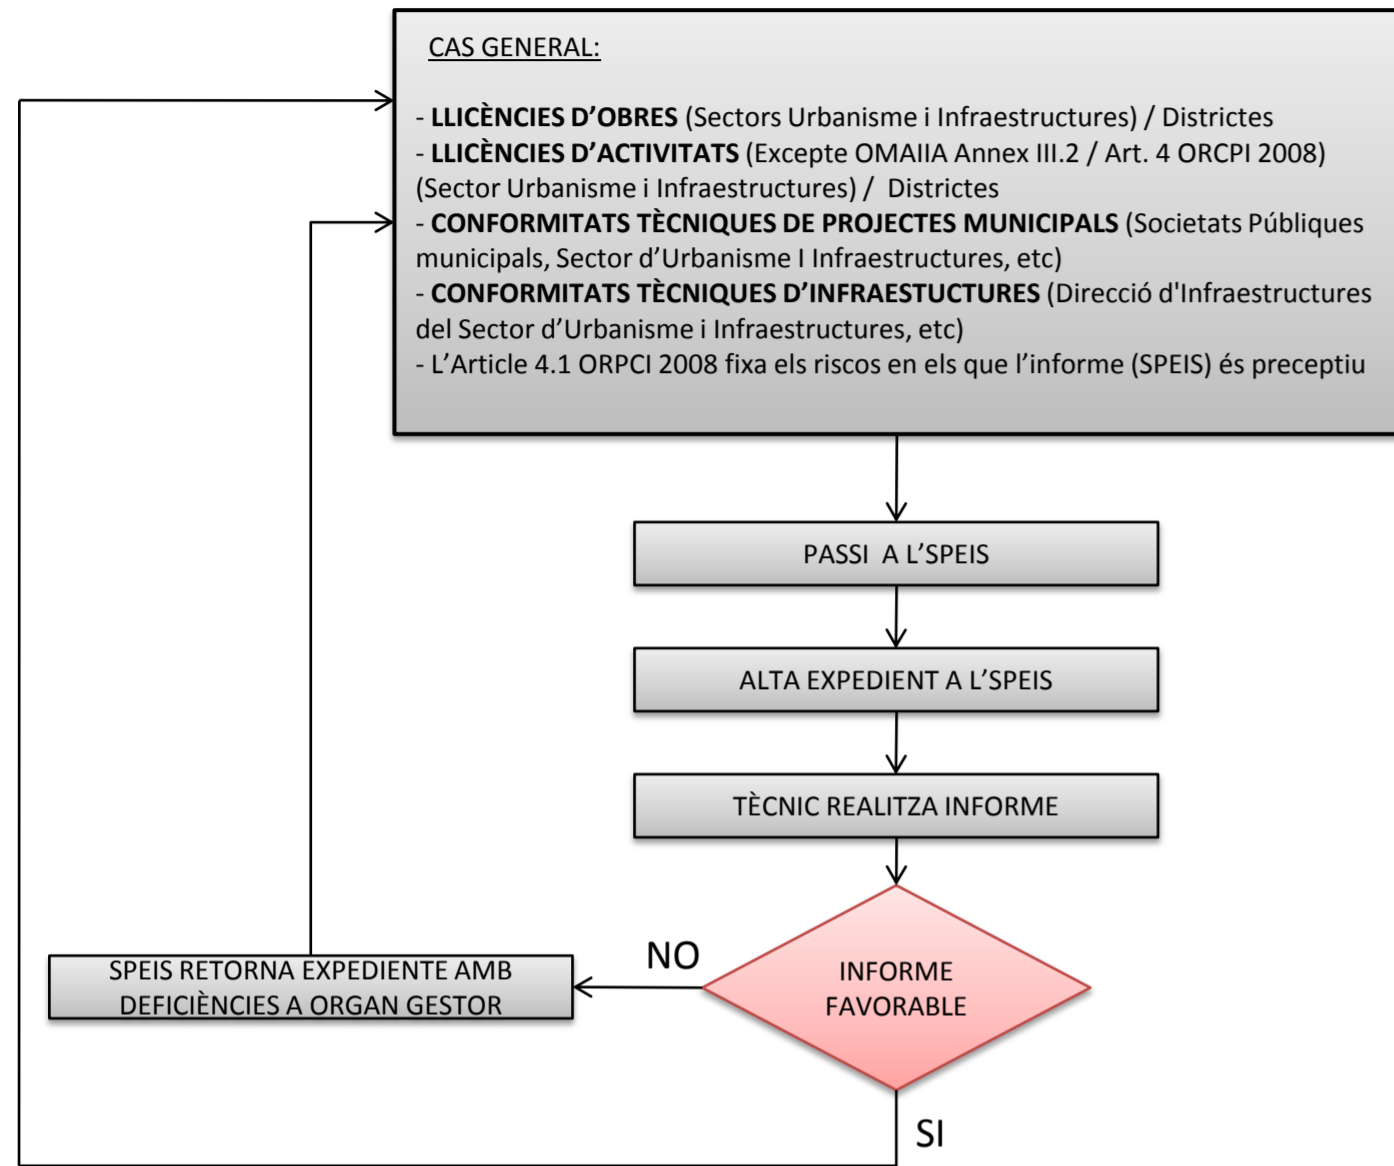 CAS GENERAL:
- LLICÈNCIES D’OBRES (Sectors Urbanisme i Infraestructures) / Districtes
- LLICÈNCIES D’ACTIVITATS (Excepte OMAIIA Annex III.2 / Art. 4 ORCPI 2008)
(Sector Urbanisme i Infraestructures) / Districtes
- CONFORMITATS TÈCNIQUES DE PROJECTES MUNICIPALS (Societats Públiques
municipals, Sector d’Urbanisme I Infraestructures, etc)
- CONFORMITATS TÈCNIQUES D’INFRAESTUCTURES (Direcció d'Infraestructures
del Sector d’Urbanisme i Infraestructures, etc)
- L’Article 4.1 ORPCI 2008 fixa els riscos en els que l’informe (SPEIS) és preceptiu
PASSI A L’SPEIS
ALTA EXPEDIENT A L’SPEIS
TÈCNIC REALITZA INFORME
INFORME
FAVORABLE
NO
SPEIS RETORNA EXPEDIENTE AMB
DEFICIÈNCIES A ORGAN GESTOR
SI